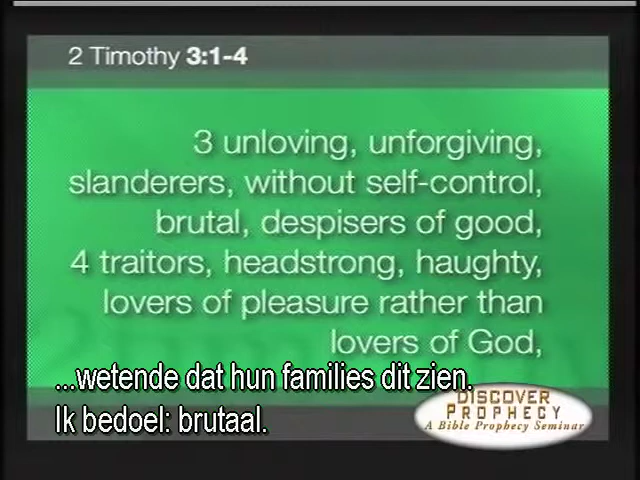 2 Timothy 3:1-4
3 unloving, unforgiving,
slanderers, without self-control,
brutal, despisers of good,
4 traitors, headstrong, haughty,
lovers of pleasure rather than
lovers of God,
...wetende dat hun families dit zien.
Ik bedoel: brutaal.
DISCOVER
PROPHECY
A Bible Prophecy Seminar